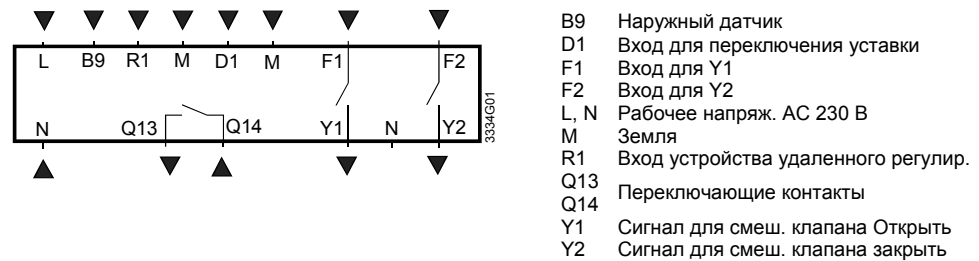 L B9 R1 M D1 M F1 F2
N Q13 Q14 Y1 N Y2
3334G01
B9 Наружный датчик
D1 Вход для переключения уставки
F1 Вход для Y1
F2 Вход для Y2
L, N Рабочее напряж. AC 230 В
M Земля
R1 Вход устройства удаленного регулир.
Q13
Q14 Переключающие контакты
Y1 Сигнал для смеш. клапана Открыть
Y2 Сигнал для смеш. клапана закрыть